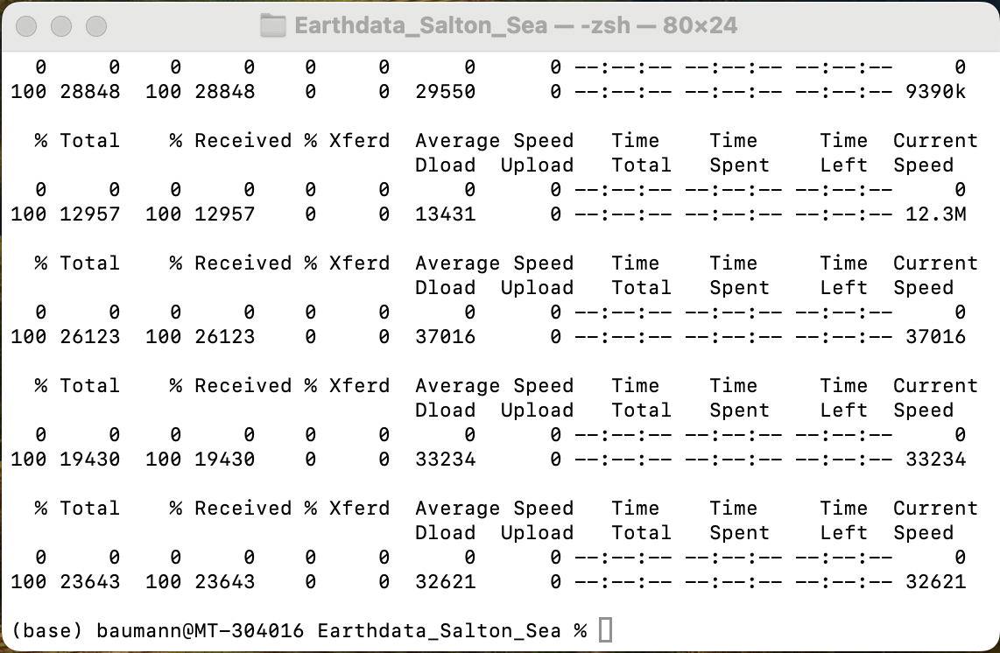 Earthdata_Salton_Sea — -zsh — 80×24
  0     0    0     0    0     0      0      0 --:--:-- --:--:-- --:--:--     0
100 28848  100 28848    0     0  29550      0 --:--:-- --:--:-- --:--:-- 9390k
  % Total    % Received % Xferd  Average Speed   Time    Time     Time  Current
                                 Dload  Upload   Total   Spent    Left  Speed
  0     0    0     0    0     0      0      0 --:--:-- --:--:-- --:--:--     0
100 12957  100 12957    0     0  13431      0 --:--:-- --:--:-- --:--:-- 12.3M
  % Total    % Received % Xferd  Average Speed   Time    Time     Time  Current
                                 Dload  Upload   Total   Spent    Left  Speed
  0     0    0     0    0     0      0      0 --:--:-- --:--:-- --:--:--     0
100 26123  100 26123    0     0  37016      0 --:--:-- --:--:-- --:--:-- 37016
  % Total    % Received % Xferd  Average Speed   Time    Time     Time  Current
                                 Dload  Upload   Total   Spent    Left  Speed
  0     0    0     0    0     0      0      0 --:--:-- --:--:-- --:--:--     0
100 19430  100 19430    0     0  33234      0 --:--:-- --:--:-- --:--:-- 33234
  % Total    % Received % Xferd  Average Speed   Time    Time     Time  Current
                                 Dload  Upload   Total   Spent    Left  Speed
  0     0    0     0    0     0      0      0 --:--:-- --:--:-- --:--:--     0
100 23643  100 23643    0     0  32621      0 --:--:-- --:--:-- --:--:-- 32621
(base) baumann@MT-304016 Earthdata_Salton_Sea %